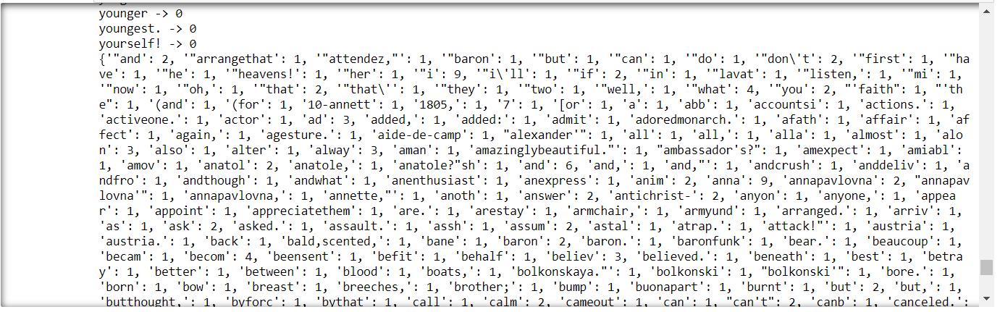 younger -> 0
youngest. -> 0
yourself! -> 0
{'"and': 2, '"arrangethat': 1, '"attendez,"': 1, '"baron': 1, '"but': 1, '"can': 1, '"do': 1, '"don\'t': 2, '"first': 1, '"ha
ve': 1, '"he': 1, '"heavens!': 1, '"her': 1, '"i': 9, '"i\'ll': 1, '"if': 2, '"in': 1, '"lavat': 1, '"listen,': 1, '"mi': 1,
'"now': 1, '"oh,': 1, '"that': 2, '"that\'': 1, '"they': 1, '"two': 1, '"well,': 1, '"what': 4, '"you': 2, "'faith": 1, "'th
e": 1, '(and': 1, '(for': 1, '10-annett': 1, '1805,': 1, '7': 1, '[or': 1, 'a': 1, 'abb': 1, 'accountsi': 1, 'actions.': 1,
'activeone.': 1, 'actor': 1, 'ad': 3, 'added,': 1, 'added:': 1, 'admit': 1, 'adoredmonarch.': 1, 'afath': 1, 'affair': 1, 'af
fect': 1, 'again,': 1, 'agesture.': 1, 'aide-de-camp': 1, "alexander'": 1, 'all': 1, 'all,': 1, 'alla': 1, 'almost': 1, 'alo
n': 3, 'also': 1, 'alter': 1, 'alway': 3, 'aman': 1, 'amazinglybeautiful."': 1, "ambassador's?": 1, 'amexpect': 1, 'amiabl':
1, 'amov': 1, 'anatol': 2, 'anatole,': 1, 'anatole?"sh': 1, 'and': 6, 'and,': 1, 'and,"': 1, 'andcrush': 1, 'anddeliv': 1, 'a
ndfro': 1, 'andthough': 1, 'andwhat': 1, 'anenthusiast': 1, 'anexpress': 1, 'anim': 2, 'anna': 9, 'annapavlovna': 2, "annapav
lovna'": 1, 'annapavlovna,': 1, 'annette,"': 1, 'anoth': 1, 'answer': 2, 'antichrist-': 2, 'anyon': 1, 'anyone,': 1, 'appea
r': 1, 'appoint': 1, 'appreciatethem': 1, 'are.': 1, 'arestay': 1, 'armchair,': 1, 'armyund': 1, 'arranged.': 1, 'arriv': 1,
'as': 1, 'ask': 2, 'asked.': 1, 'assault.': 1, 'assh': 1, 'assum': 2, 'astal': 1, 'atrap.': 1, 'attack!"': 1, 'austria': 1,
'austria.': 1, 'back': 1, 'bald,scented,': 1, 'bane': 1, 'baron': 2, 'baron.': 1, 'baronfunk': 1, 'bear.': 1, 'beaucoup': 1,
'becam': 1, 'becom': 4, 'beensent': 1, 'befit': 1, 'behalf': 1, 'believ': 3, 'believed.': 1, 'beneath': 1, 'best': 1, 'betra
y': 1, 'better': 1, 'between': 1, 'blood': 1, 'boats,': 1, 'bolkonskaya."': 1, 'bolkonski': 1, "bolkonski'": 1, 'bore.': 1,
'born': 1, 'bow': 1, 'breast': 1, 'breeches,': 1, 'brother;': 1, 'bump': 1, 'buonapart': 1, 'burnt': 1, 'but': 2, 'but,': 1,
'butthought,': 1, 'byforc': 1, 'bythat': 1, 'call': 1, 'calm': 2, 'cameout': 1, 'can': 1, "can't": 2, 'canb': 1, 'canceled.':